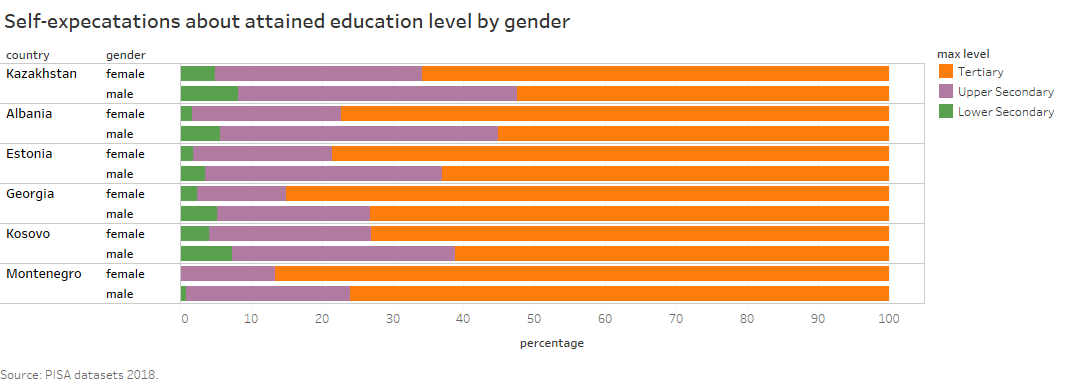 Self-expecatations about attained education level by gender
country gender max level
Kazakhstan female Tertiary
male Upper Secondary
Albania female Lower Secondary
male
Estonia female
male
Georgia female
male
Kosovo female
male
Montenegro female
male
0 10 20 30 40 50 60 70 80 90 100
percentage
Source: PISA datasets 2018.